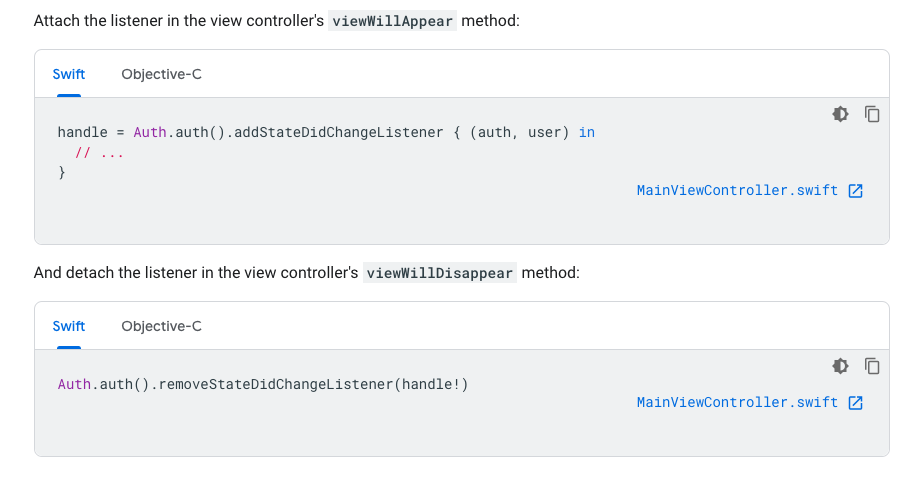 Attach the listener in the view controller's viewWillAppear method:
Swift Objective-C
handle = Auth.auth().addStateDidChangeListener { (auth, user) in
// ...
}
MainViewController.swift
And detach the listener in the view controller's viewWillDisappear method:
Swift Objective-C
Auth.auth().removeStateDidChangeListener(handle!)
MainViewController.swift